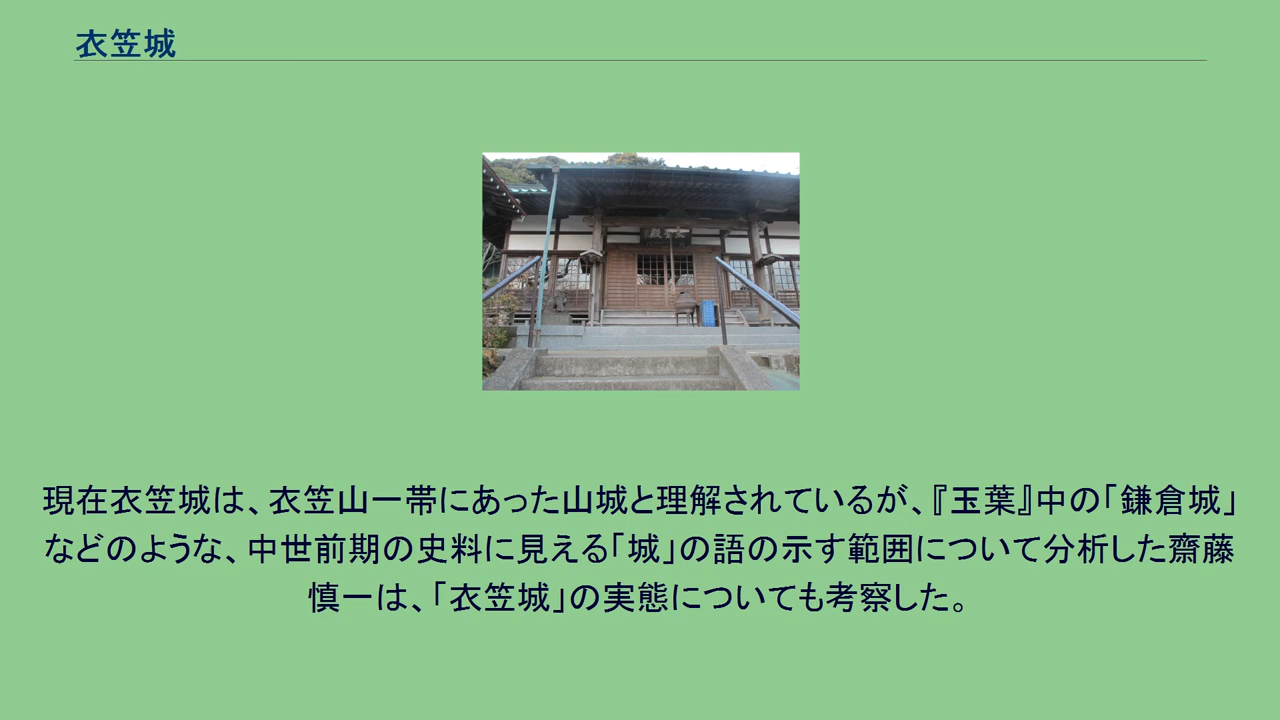 衣笠城
現在衣笠城は、衣笠山一帯にあった山城と理解されているが、『玉葉』中の「鎌倉城」
などのような、中世前期の史料に見える「城」の語の示す範囲について分析した齋藤
慎一は、「衣笠城」の実態についても考察した。